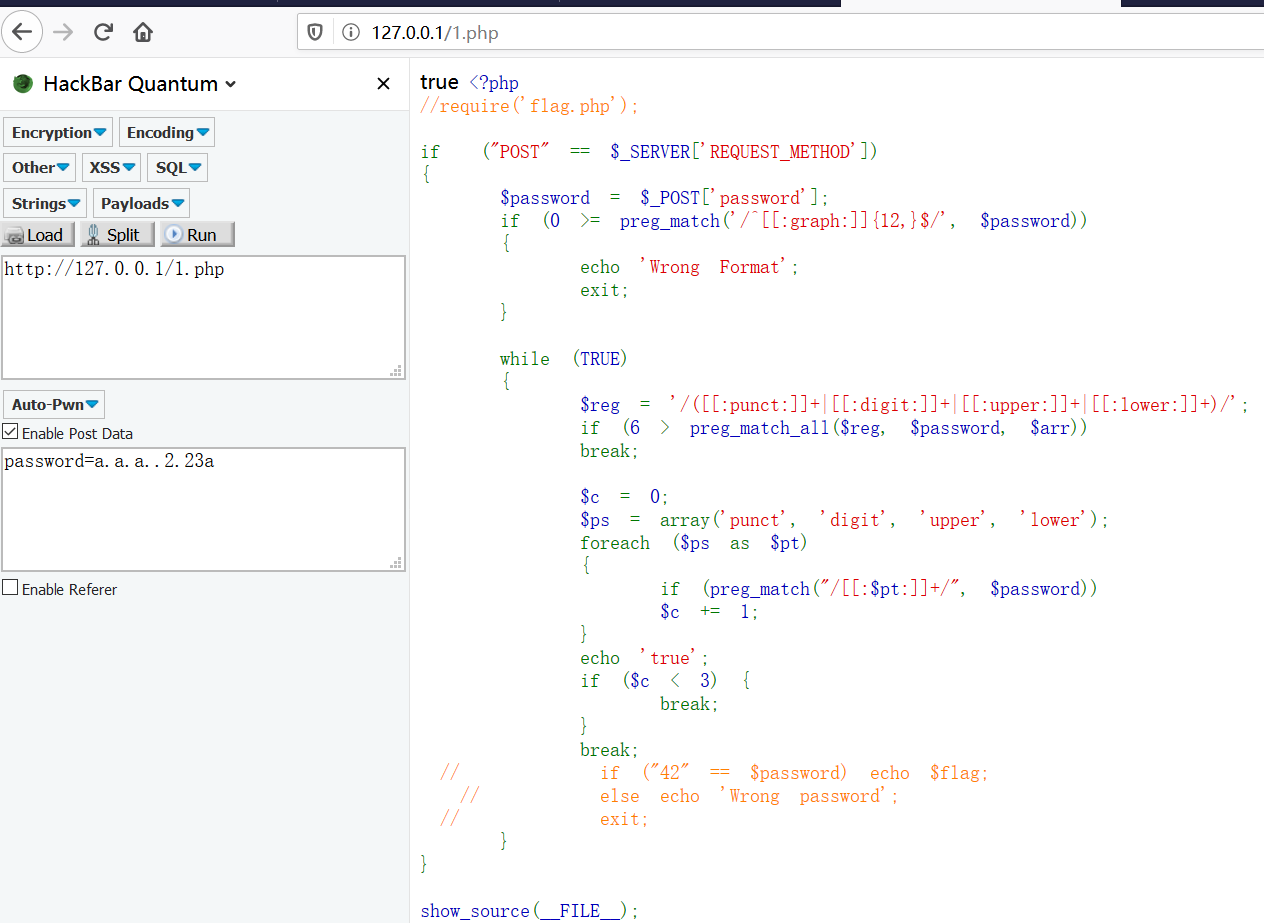 127.0.0.1/1.php
HackBar Quantum
Encryption
Encoding
Other
XSS
SQL
Strings
Payloads
Load
Split
Run
http://127.0.0.1/1.php
Auto-Pwn
Enable Post Data
password=a.a.a..2.23a
Enable Referer
true <?php
//require('flag.php');
if ("POST" == $_SERVER['REQUEST_METHOD'])
{
$password = $_POST['password'];
if (0 >= preg_match('/^[[:graph:]]{12,}$/', $password))
{
echo 'Wrong Format';
exit;
}
while (TRUE)
{
$reg = '/([[:punct:]]+|[[:digit:]]+|[[:upper:]]+|[[:lower:]]+)/';
if (6 > preg_match_all($reg, $password, $arr))
break;
$c = 0;
$ps = array('punct', 'digit', 'upper', 'lower');
foreach ($ps as $pt)
{
if (preg_match("/[[:$pt:]]+/", $password))
$c += 1;
}
echo 'true';
if ($c < 3) {
break;
}
break;
// if ("42" == $password) echo $flag;
// else echo 'Wrong password';
// exit;
}
}
show_source(__FILE__);